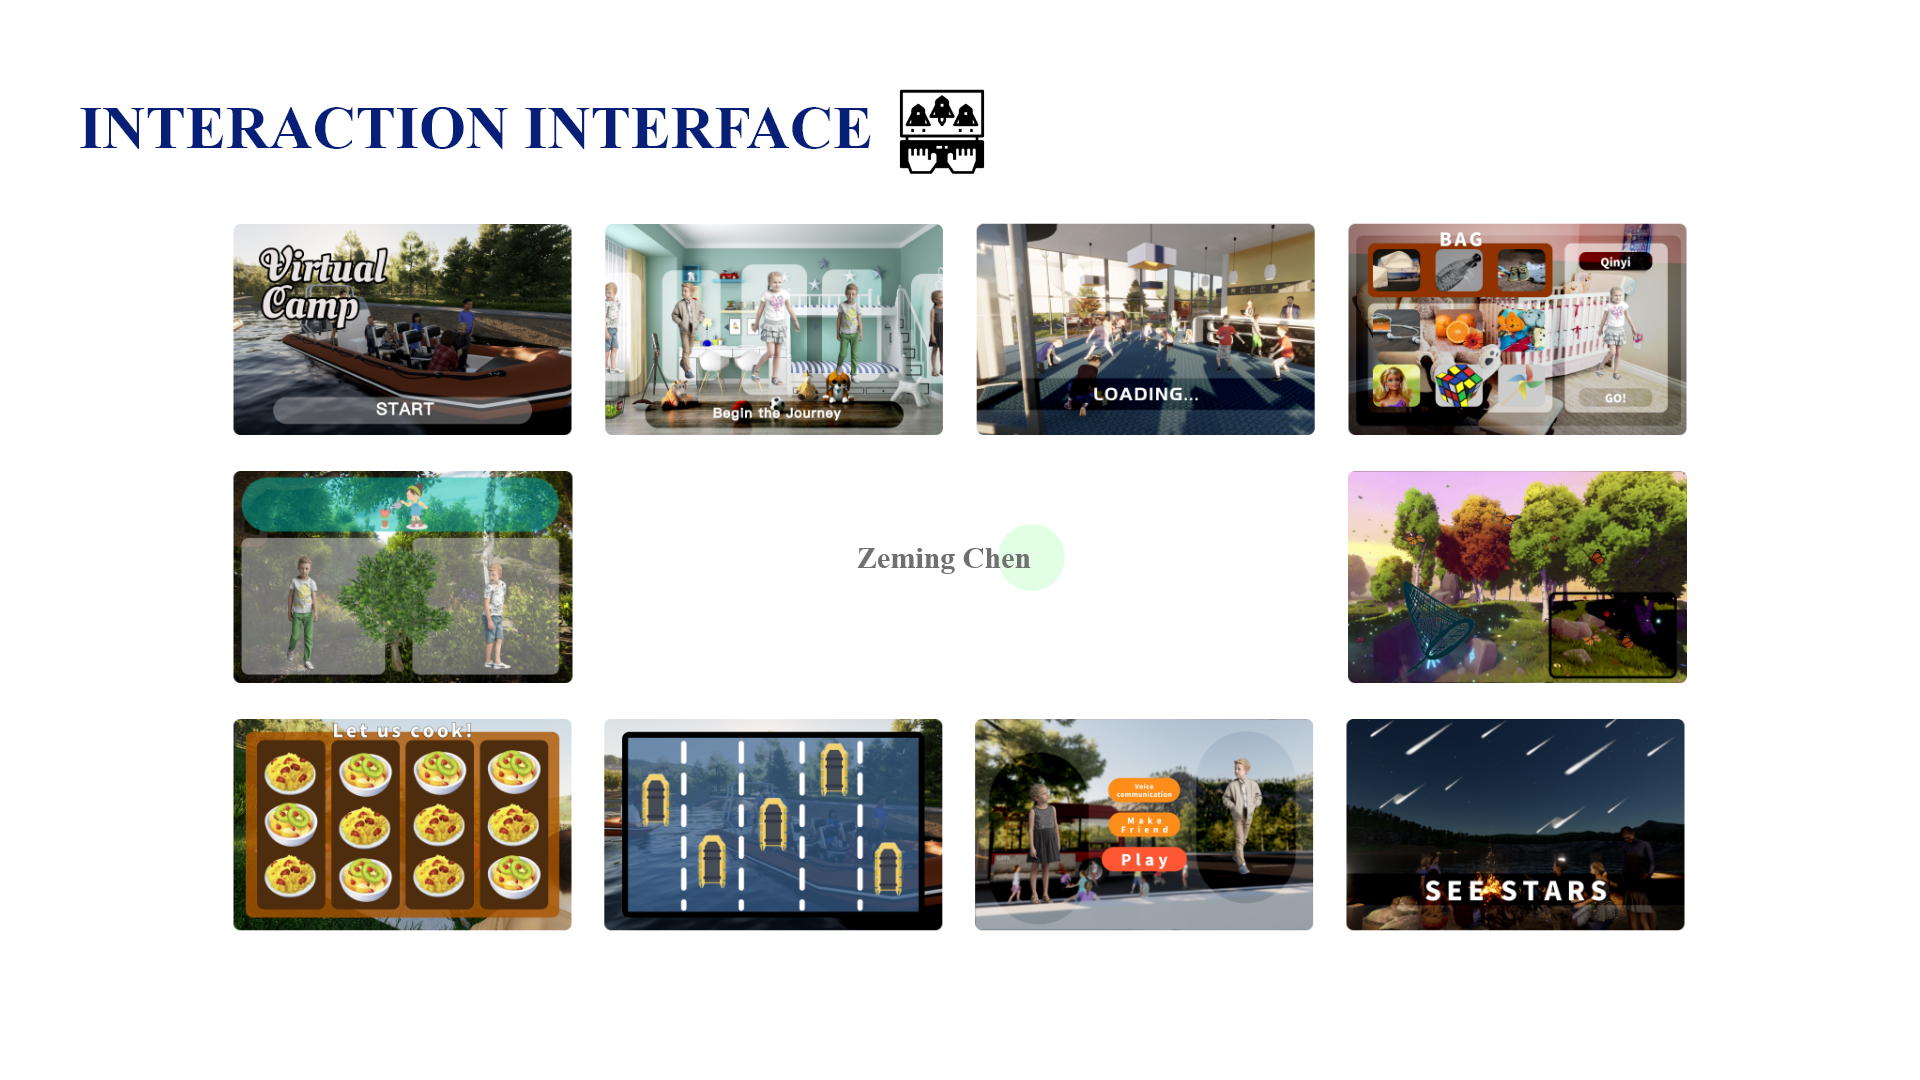 INTERACTION INTERFACE
Virtual
Camp
START
Begin the Journey
LOADING...
BAG
Qinyi
GO!
Zeming Chen
Let us cook!
Voice
communication
Make
Friend
Play
SEE STARS